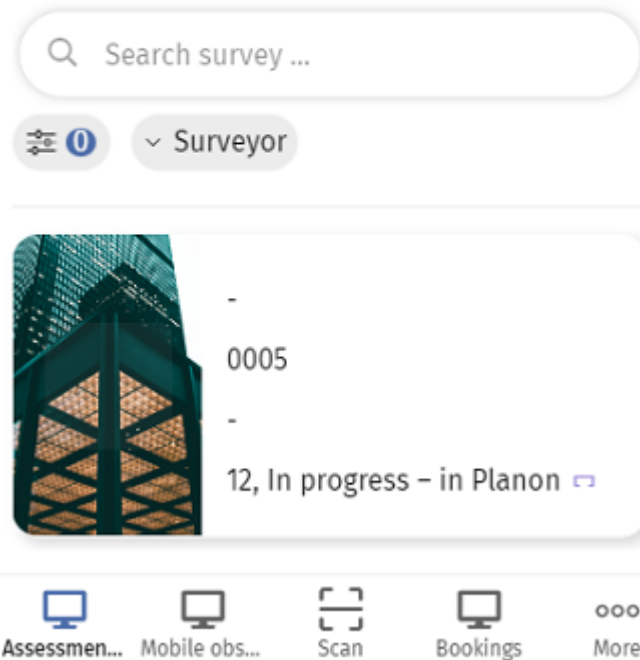 Search survey ...
0 Surveyor
-
0005
-
12, In progress – in Planon
Assessmen... Mobile obs... Scan Bookings More